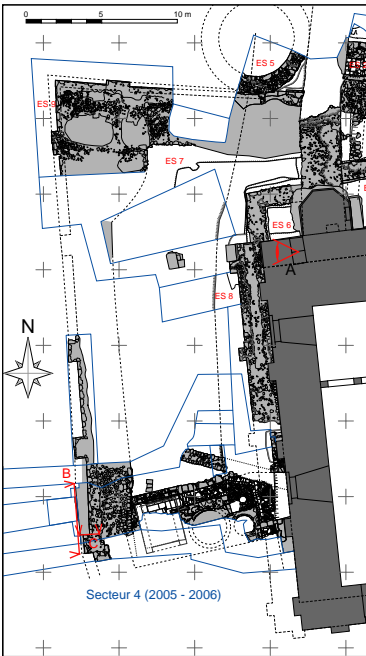 0 5 10 m
ES 5
ES 9
ES 7
ES 6
A
ES 8
N
B
C
Secteur 4 (2005 - 2006)